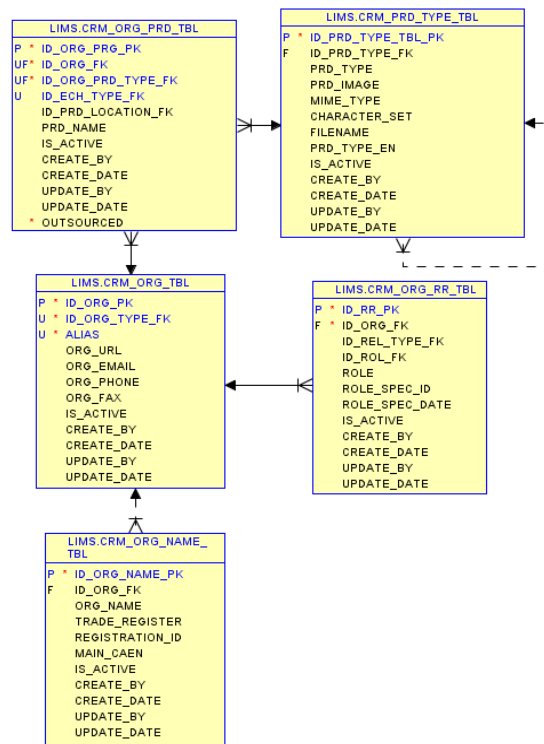 LIMS.CRM_ORG_PRD_TBL
P * ID_ORG_PRG_PK
UF* ID_ORG_FK
UF* ID_ORG_PRD_TYPE_FK
U ID_ECH_TYPE_FK
ID_PRD_LOCATION_FK
PRD_NAME
IS_ACTIVE
CREATE_BY
CREATE_DATE
UPDATE_BY
UPDATE_DATE
* OUTSOURCED
LIMS.CRM_PRD_TYPE_TBL
P * ID_PRD_TYPE_TBL_PK
F ID_PRD_TYPE_FK
PRD_TYPE
PRD_IMAGE
MIME_TYPE
CHARACTER_SET
FILENAME
PRD_TYPE_EN
IS_ACTIVE
CREATE_BY
CREATE_DATE
UPDATE_BY
UPDATE_DATE
LIMS.CRM_ORG_TBL
P * ID_ORG_PK
U * ID_ORG_TYPE_FK
U * ALIAS
ORG_URL
ORG_EMAIL
ORG_PHONE
ORG_FAX
IS_ACTIVE
CREATE_BY
CREATE_DATE
UPDATE_BY
UPDATE_DATE
LIMS.CRM_ORG_RR_TBL
P * ID_RR_PK
F * ID_ORG_FK
ID_REL_TYPE_FK
ID_ROL_FK
ROLE
ROLE_SPEC_ID
ROLE_SPEC_DATE
IS_ACTIVE
CREATE_BY
CREATE_DATE
UPDATE_BY
UPDATE_DATE
LIMS.CRM_ORG_NAME_
TBL
P * ID_ORG_NAME_PK
F ID_ORG_FK
ORG_NAME
TRADE_REGISTER
REGISTRATION_ID
MAIN_CAEN
IS_ACTIVE
CREATE_BY
CREATE_DATE
UPDATE_BY
UPDATE_DATE